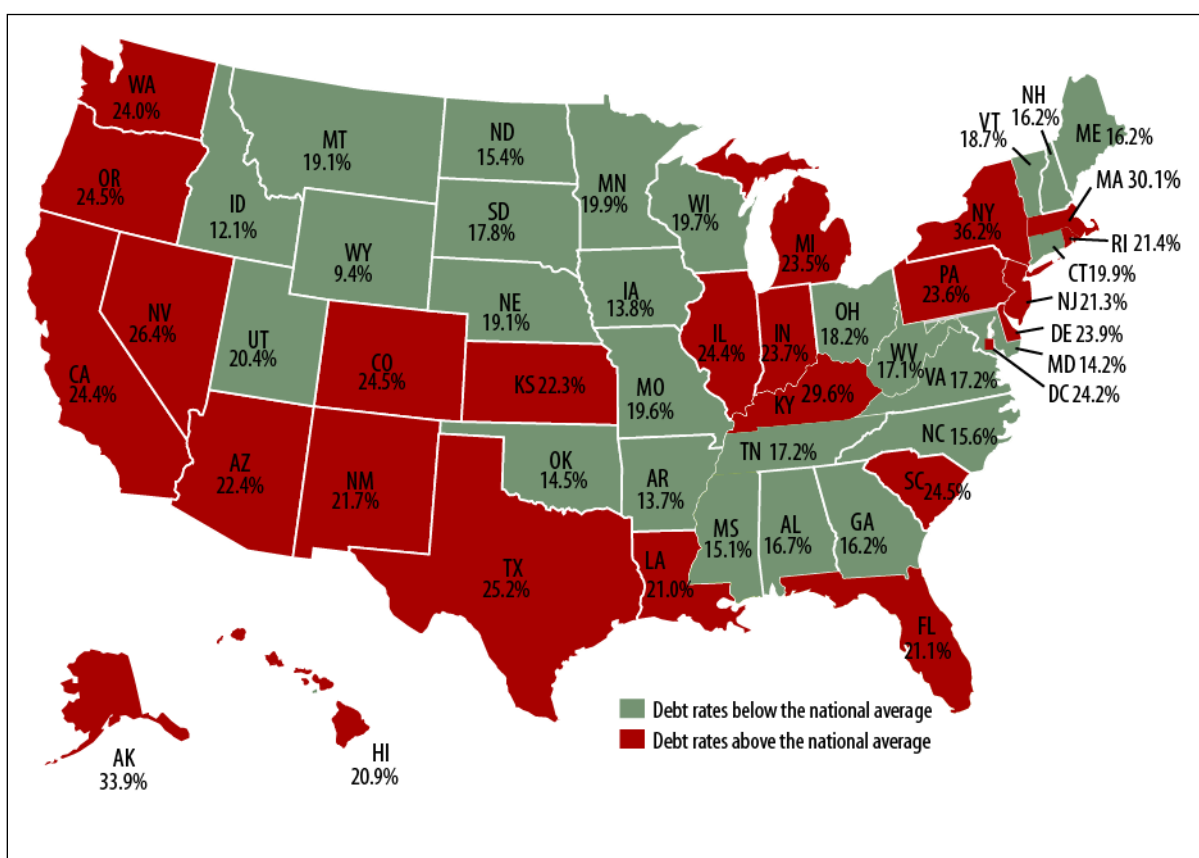 WA
24.0%
OR
24.5%
CA
24.4%
NV
26.4%
ID
12.1%
MT
19.1%
WY
9.4%
UT
20.4%
AZ
22.4%
CO
24.5%
NM
21.7%
ND
15.4%
SD
17.8%
NE
19.1%
KS 22.3%
OK
14.5%
TX
25.2%
MN
19.9%
IA
13.8%
MO
19.6%
AR
13.7%
LA
21.0%
WI
19.7%
IL
24.4%
MI
23.5%
IN
23.7%
OH
18.2%
KY 29.6%
TN 17.2%
MS
15.1%
AL
16.7%
GA
16.2%
FL
21.1%
SC 24.5%
NC 15.6%
VA 17.2%
WV
17.1%
PA
23.6%
NY
36.2%
VT
18.7%
NH
16.2%
ME 16.2%
MA 30.1%
RI 21.4%
CT19.9%
NJ 21.3%
DE 23.9%
MD 14.2%
DC 24.2%
AK
33.9%
HI
20.9%
Debt rates below the national average
Debt rates above the national average